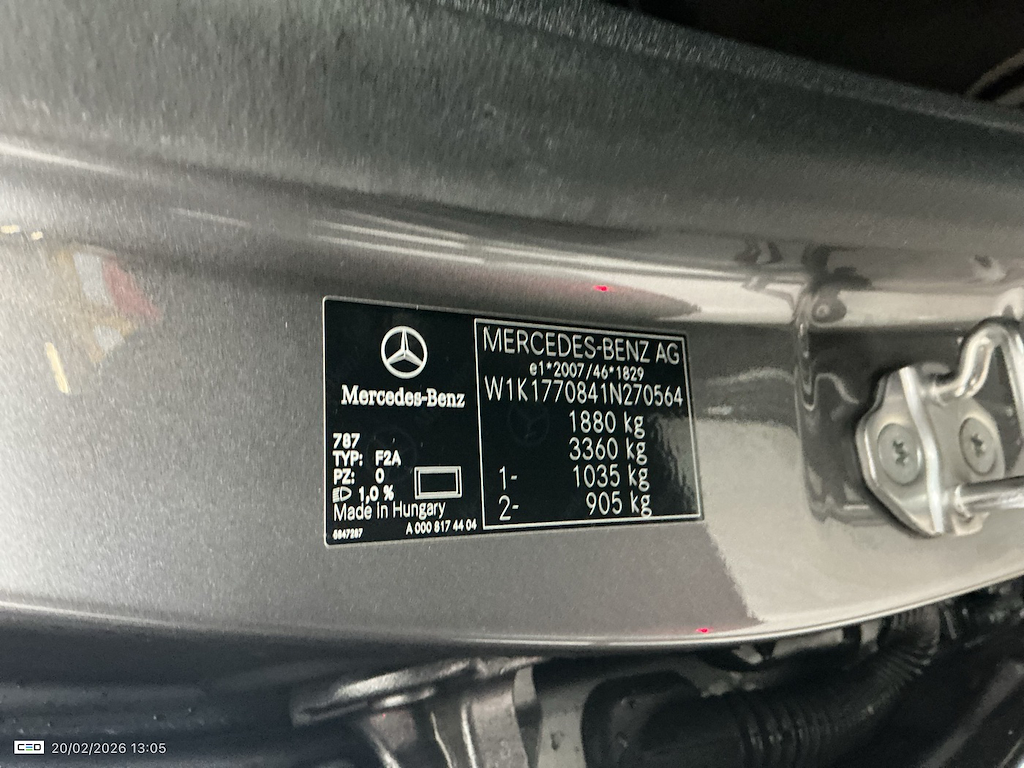 Mercedes-Benz
787
TYP: F2A
PZ: 0
1,0 %
Made in Hungary
6847287
A 000 817 44 04
MERCEDES-BENZ AG
e1*2007/46*1829
W1K1770841N270564
1880 kg
3360 kg
1- 1035 kg
2- 905 kg
CEO 20/02/2026 13:05